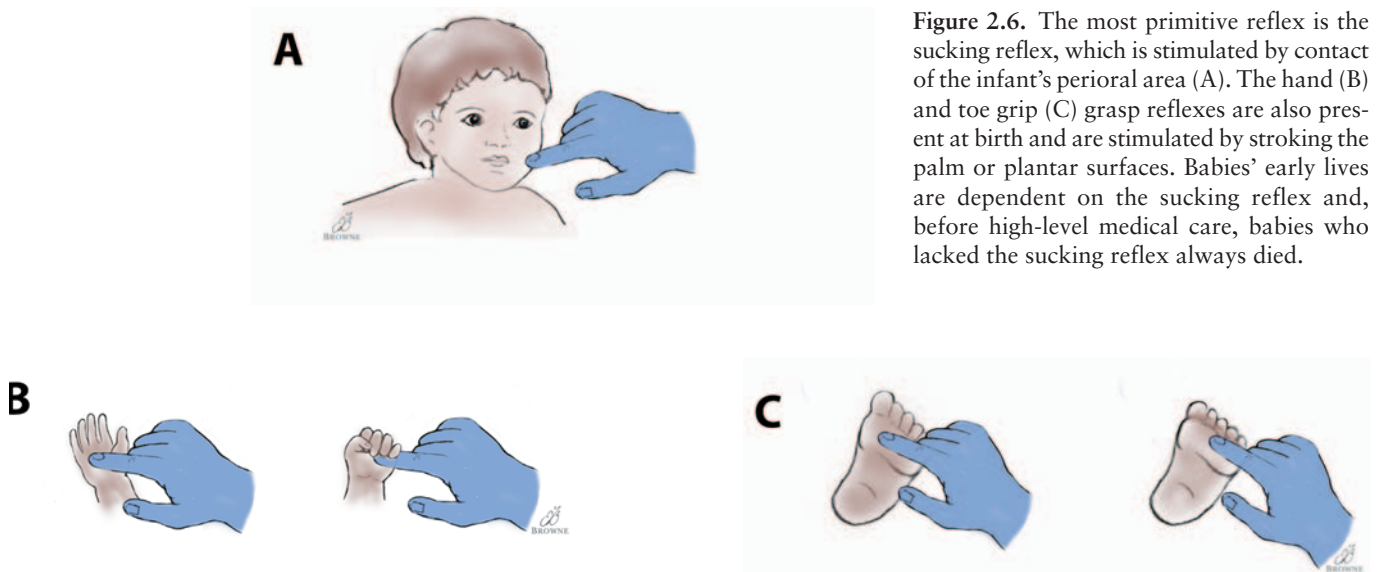 A
Figure 2.6. The most primitive reflex is the
sucking reflex, which is stimulated by contact
of the infant's perioral area (A). The hand (B)
and toe grip (C) grasp reflexes are also pres-
ent at birth and are stimulated by stroking the
palm or plantar surfaces. Babies' early lives
are dependent on the sucking reflex and,
before high-level medical care, babies who
lacked the sucking reflex always died.
BROWNE
B
BROWNE
C
BROWNE